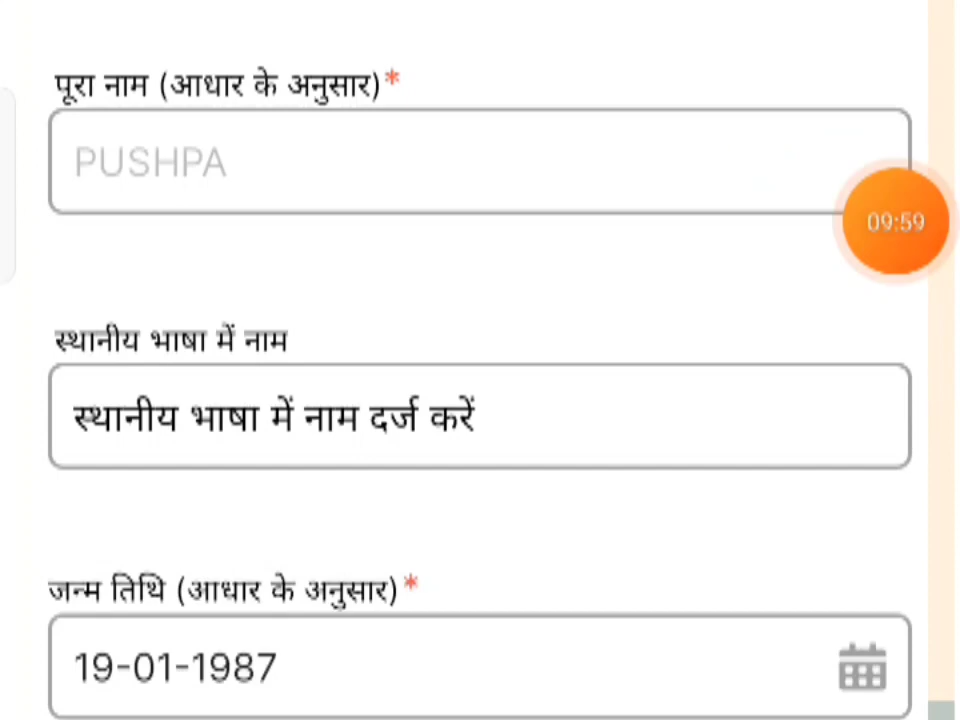 पूरा नाम (आधार के अनुसार)*
PUSHPA
09:59
स्थानीय भाषा में नाम
स्थानीय भाषा में नाम दर्ज करें
जन्म तिथि (आधार के अनुसार)*
19-01-1987